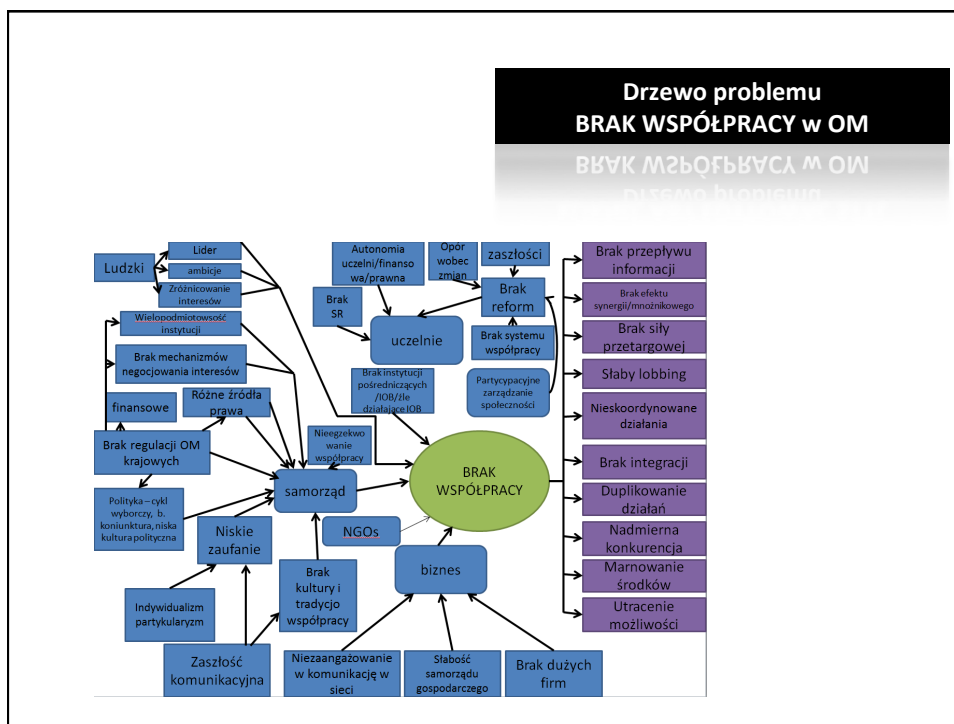 Drzewo problemu
BRAK WSPÓŁPRACY w OM
Ludzki
Lider
ambicje
Zróżnicowanie
interesów
Wielopodmiotowość
instytucji
Brak mechanizmów
negocjowania interesów
finansowe
Różne źródła
prawa
Brak regulacji OM
krajowych
Polityka – cykl
wyborczy, b.
koniunktura, niska
kultura polityczna
Niskie
zaufanie
Indywidualizm
partykularyzm
Zaszłość
komunikacyjna
Brak
kultury i
tradycjo
współpracy
Nieegzekwo
wanie
współpracy
samorząd
Autonomia
uczelni/finanso
wa/prawna
Opór
wobec
zmian
zaszłości
Brak
reform
Brak
SR
uczelnie
Brak systemu
współpracy
Brak instytucji
pośredniczących
/IOB/źle
działające IOB
Partycypacyjne
zarządzanie
społeczności
BRAK
WSPÓŁPRACY
NGOs
biznes
Niezaangażowanie
w komunikację w
sieci
Słabość
samorządu
gospodarczego
Brak dużych
firm
Brak przepływu
informacji
Brak efektu
synergii/mnożnikowego
Brak siły
przetargowej
Słaby lobbing
Nieskoordynowane
działania
Brak integracji
Duplikowanie
działań
Nadmierna
konkurencja
Marnowanie
środków
Utracenie
możliwości